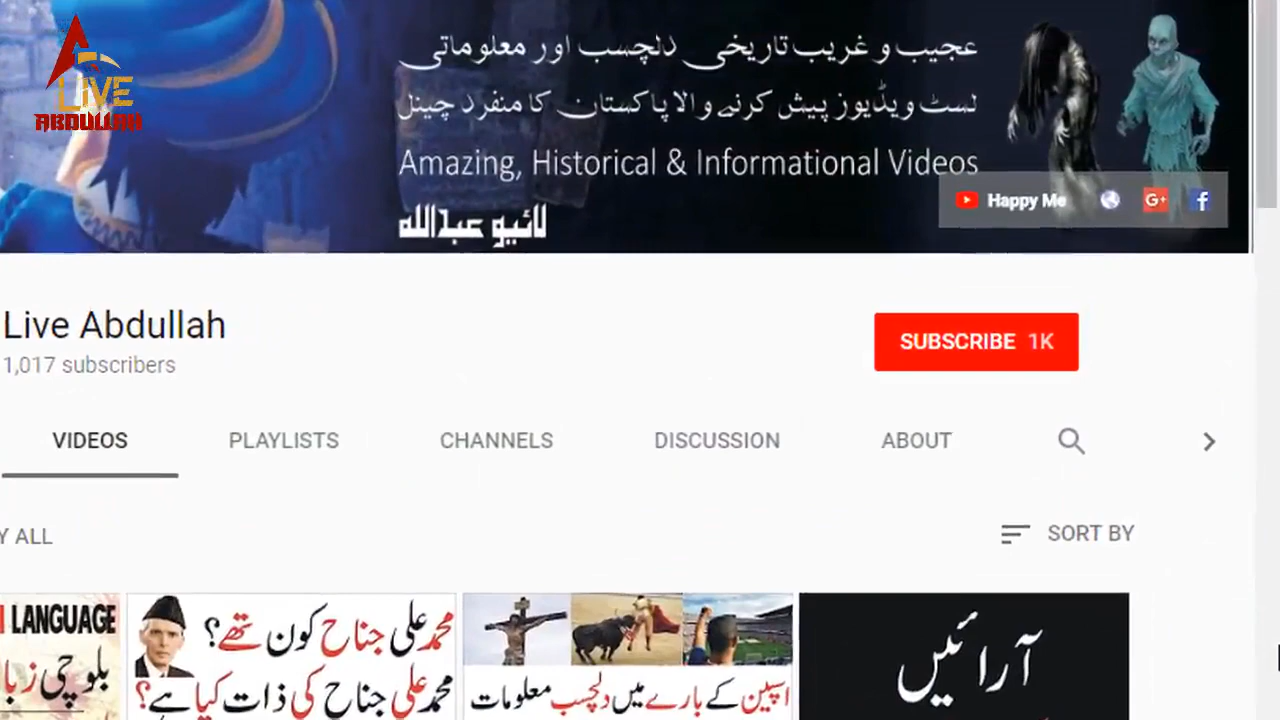 LIVE
ABDULLAH
عجیب و غریب تاریخی دلچسب اور معلوماتی
لسٹ ویڈیوز پیش کرنے والا پاکستان کا منفرد چینل
Amazing, Historical & Informational Videos
لائیو عبداللہ
Happy Me
G+
f
Live Abdullah
1,017 subscribers
SUBSCRIBE 1K
VIDEOS PLAYLISTS CHANNELS DISCUSSION ABOUT
Y ALL
SORT BY
LANGUAGE
بلوچی زبا
محمد علی جناح کون تھے؟
محمد علی جناح کی ذات کیا ہے؟
اسپین کے بارے میں دلچسب معلومات
آرائیں